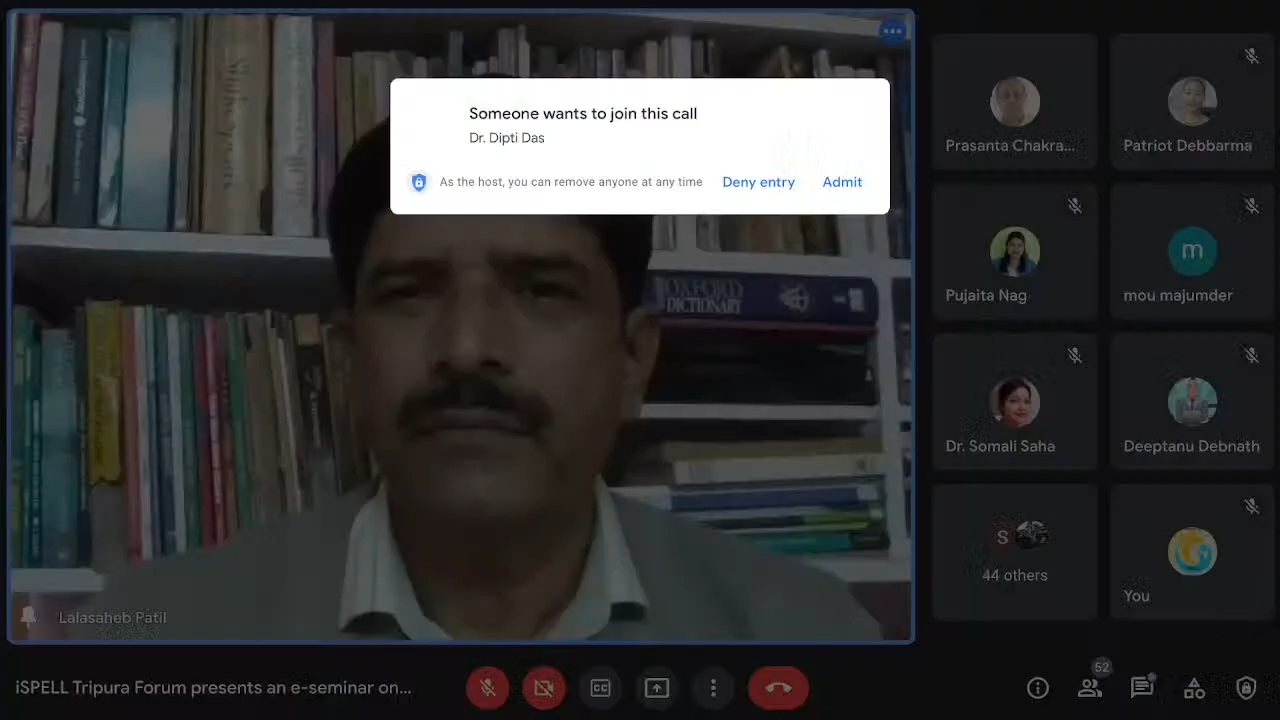 Someone wants to join this call
Dr. Dipti Das
As the host, you can remove anyone at any time
Deny entry
Admit
OXFORD
DICTIONARY
Lalasaheb Patil
Prasanta Chakra...
Patriot Debbarma
Pujaita Nag
m
mou majumder
Dr. Somali Saha
Deeptanu Debnath
S
44 others
You
iSPELL Tripura Forum presents an e-seminar on...
52